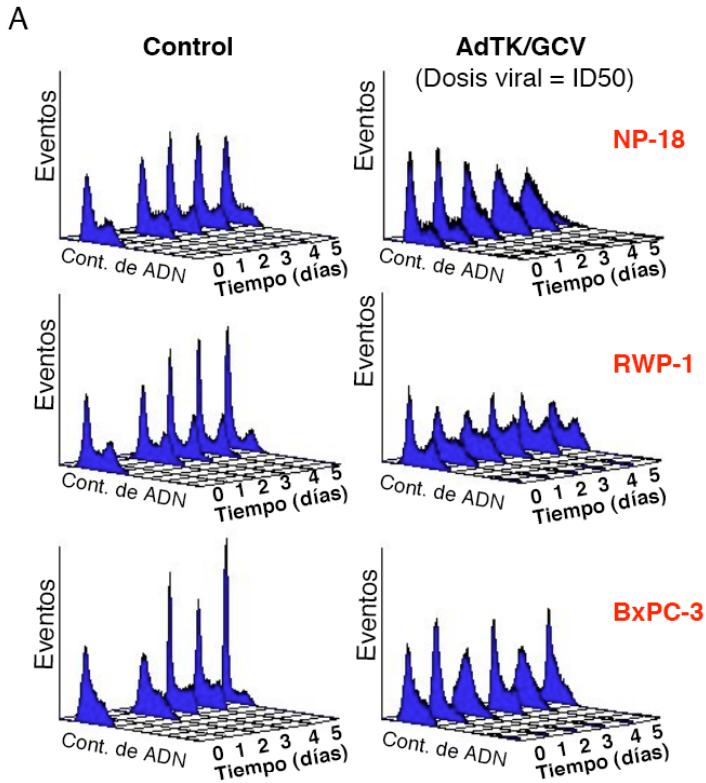 A
Control
AdTK/GCV
(Dosis viral = ID50)
Eventos
Cont. de ADN
0 1 2 3 4 5
Tiempo (días)
Eventos
Cont. de ADN
0 1 2 3 4 5
Tiempo (días)
NP-18
Eventos
Cont. de ADN
0 1 2 3 4 5
Tiempo (días)
Eventos
Cont. de ADN
0 1 2 3 4 5
Tiempo (días)
RWP-1
Eventos
Cont. de ADN
0 1 2 3 4 5
Tiempo (días)
Eventos
Cont. de ADN
0 1 2 3 4 5
Tiempo (días)
BxPC-3